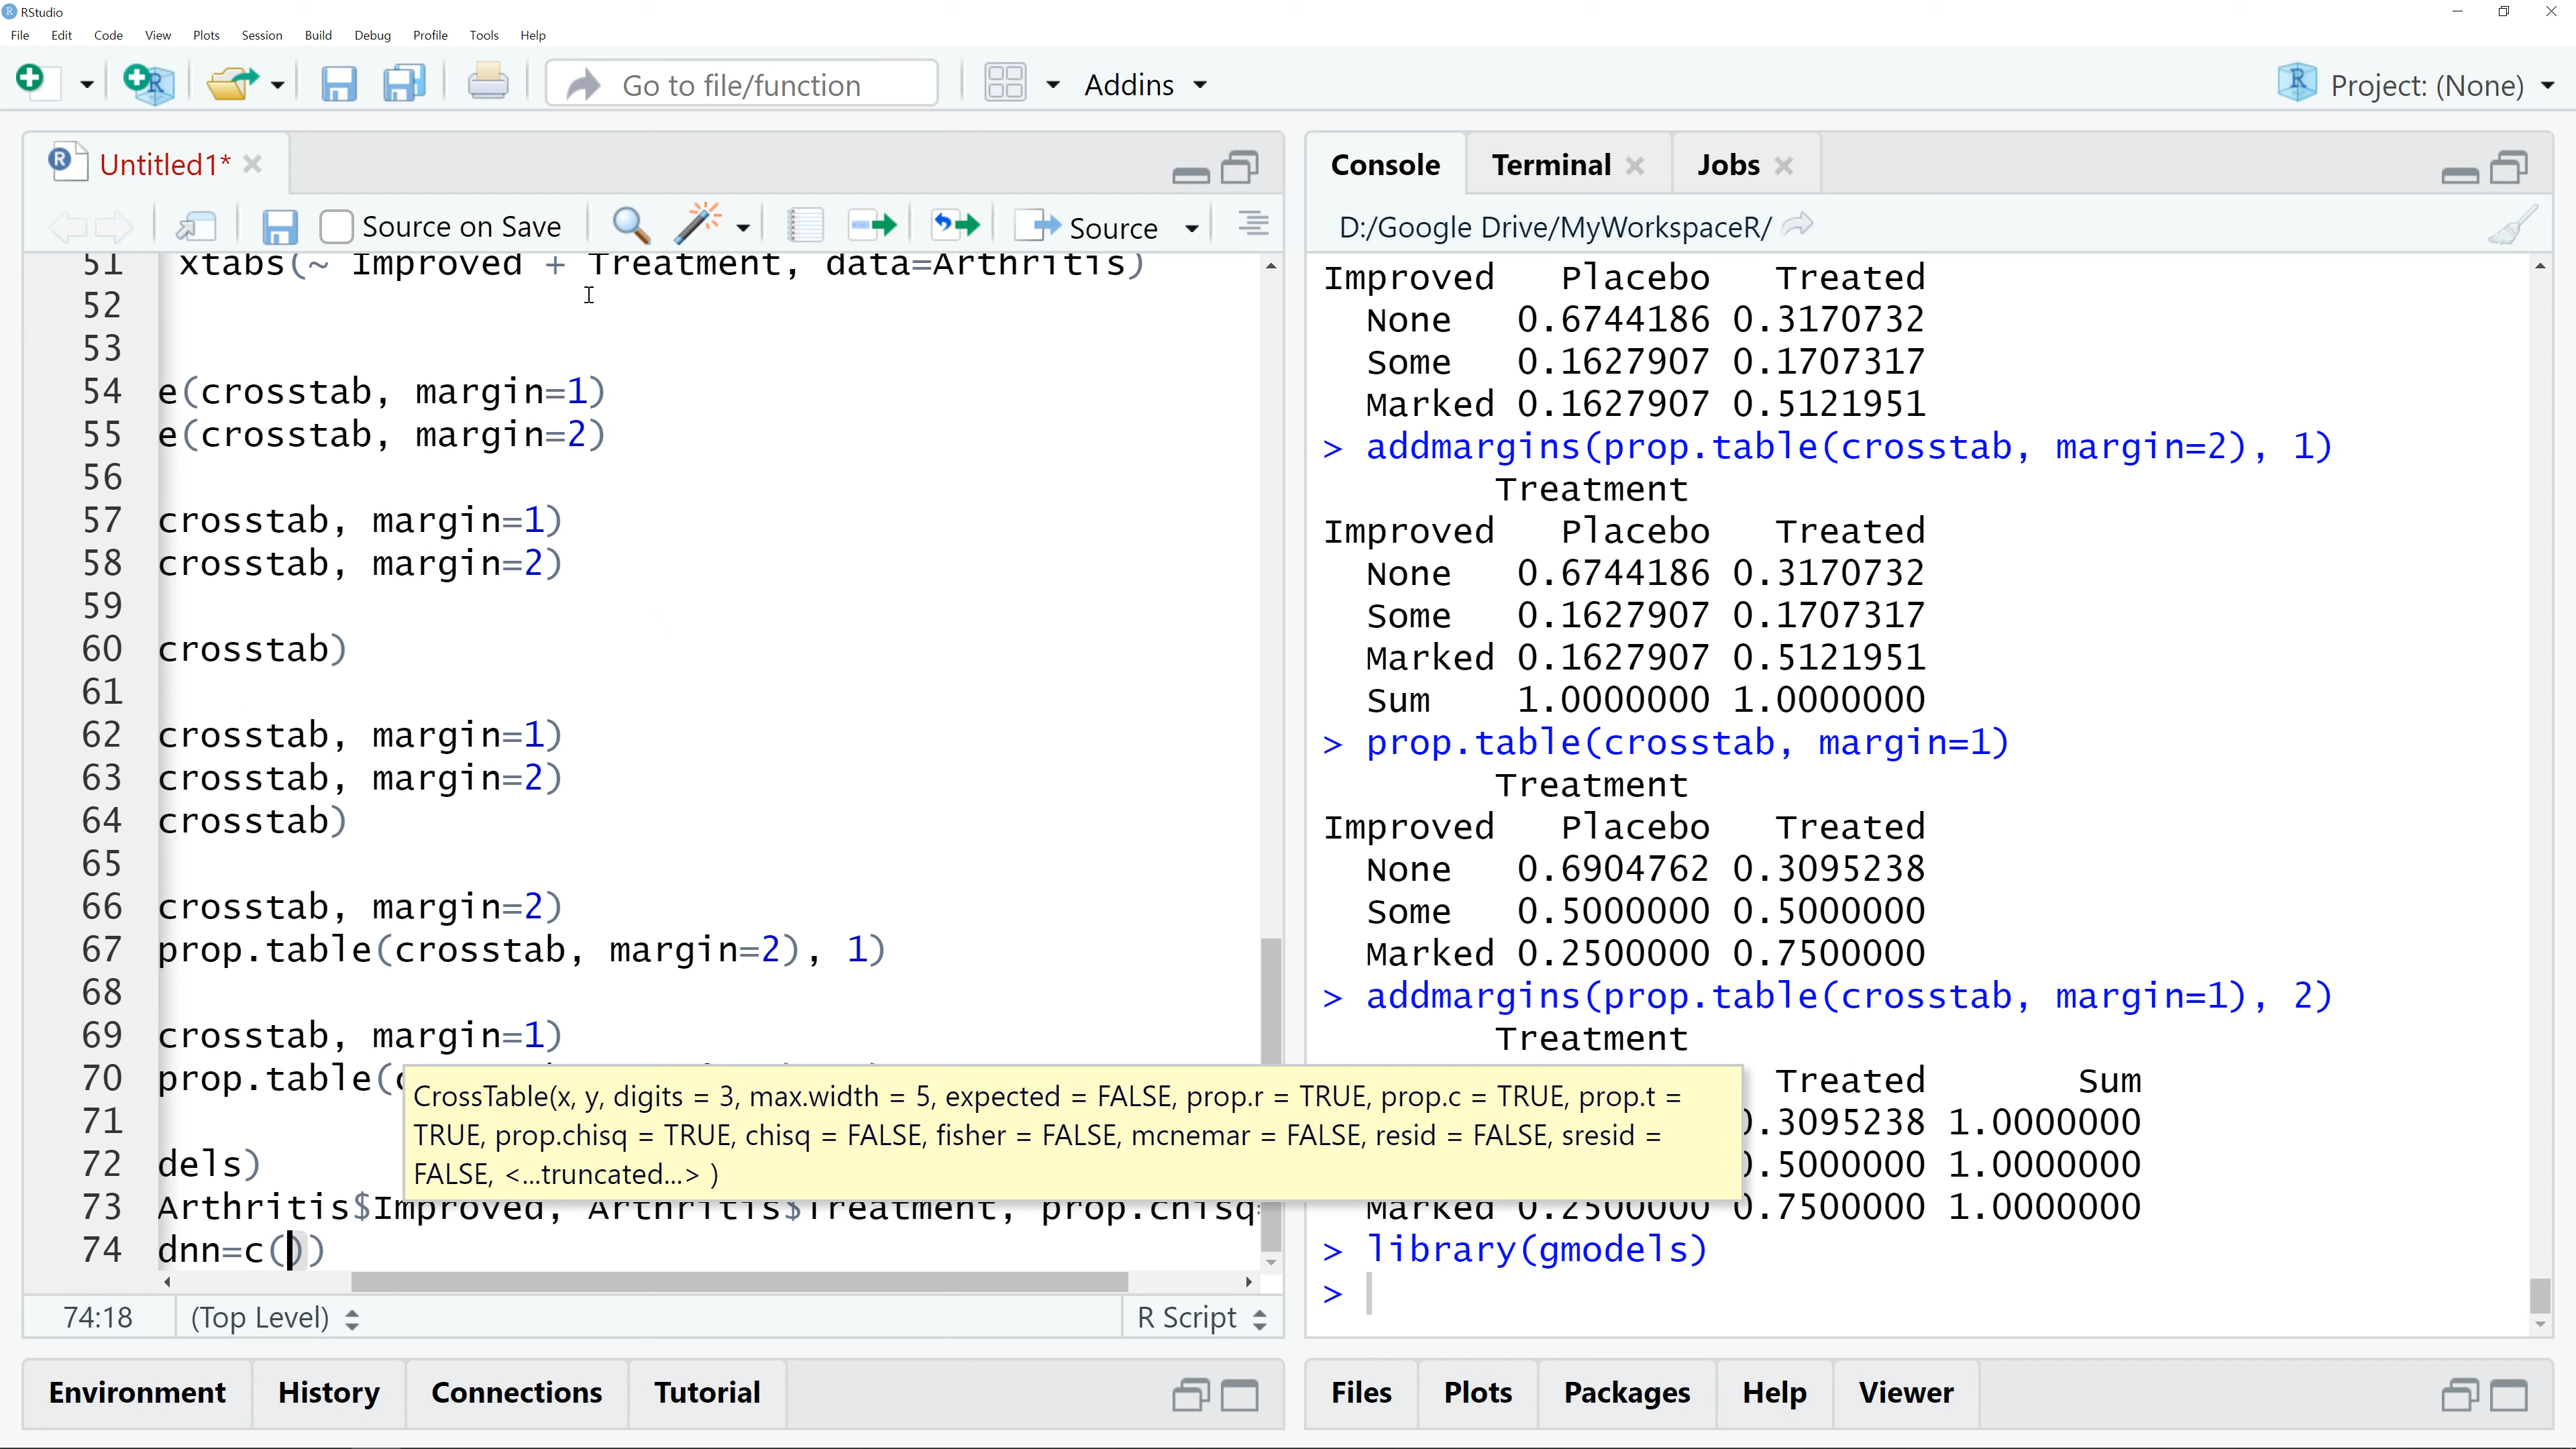 RStudio
File Edit Code View Plots Session Build Debug Profile Tools Help
Go to file/function Addins Project: (None)
Untitled1*
Source on Save Source
51 xtabs(~ Improved + Treatment, data=Arthritis)
52
53
54 e(crosstab, margin=1)
55 e(crosstab, margin=2)
56
57 crosstab, margin=1)
58 crosstab, margin=2)
59
60 crosstab)
61
62 crosstab, margin=1)
63 crosstab, margin=2)
64 crosstab)
65
66 crosstab, margin=2)
67 prop.table(crosstab, margin=2), 1)
68
69 crosstab, margin=1)
70 prop.table(
71
72 dels)
73 Arthritis$Improved, Arthritis$Treatment, prop.chisq
74 dnn=c())
CrossTable(x, y, digits = 3, max.width = 5, expected = FALSE, prop.r = TRUE, prop.c = TRUE, prop.t =
TRUE, prop.chisq = TRUE, chisq = FALSE, fisher = FALSE, mcnemar = FALSE, resid = FALSE, sresid =
FALSE, <...truncated...> )
74:18 (Top Level) R Script
Environment History Connections Tutorial
Console Terminal Jobs
D:/Google Drive/MyWorkspaceR/
Improved Placebo Treated
None 0.6744186 0.3170732
Some 0.1627907 0.1707317
Marked 0.1627907 0.5121951
> addmargins(prop.table(crosstab, margin=2), 1)
Treatment
Improved Placebo Treated
None 0.6744186 0.3170732
Some 0.1627907 0.1707317
Marked 0.1627907 0.5121951
Sum 1.0000000 1.0000000
> prop.table(crosstab, margin=1)
Treatment
Improved Placebo Treated
None 0.6904762 0.3095238
Some 0.5000000 0.5000000
Marked 0.2500000 0.7500000
> addmargins(prop.table(crosstab, margin=1), 2)
Treatment
Treated Sum
.3095238 1.0000000
.5000000 1.0000000
Marked 0.2500000 0.7500000 1.0000000
> library(gmodels)
>
Files Plots Packages Help Viewer